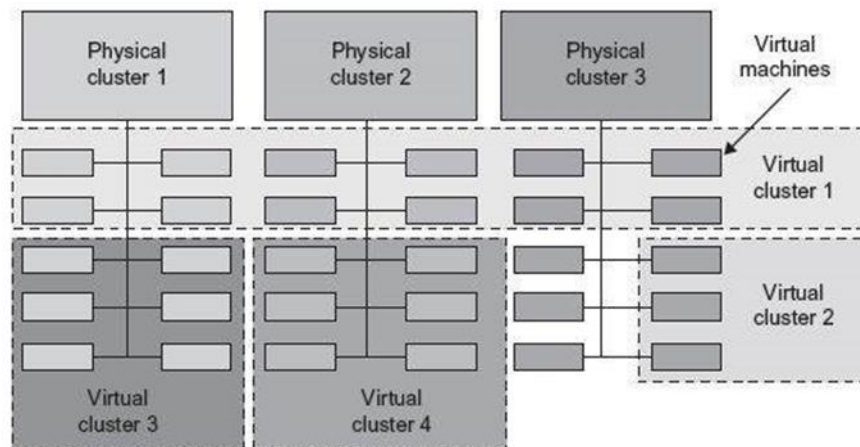 Physical
cluster 1
Physical
cluster 2
Physical
cluster 3
Virtual
machines
Virtual
cluster 1
Virtual
cluster 2
Virtual
cluster 3
Virtual
cluster 4